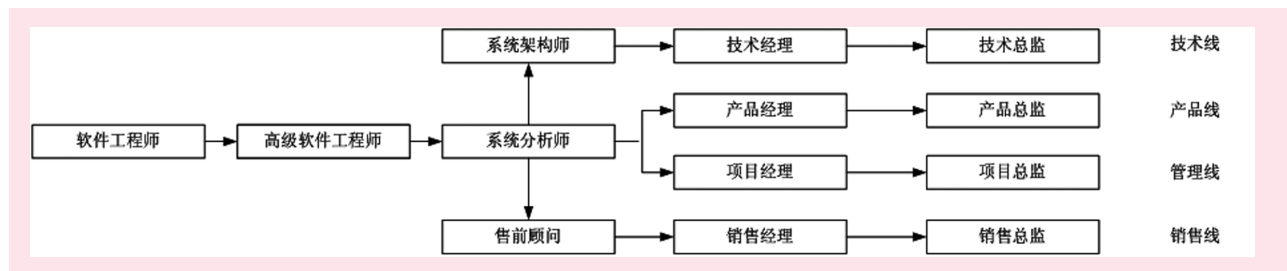 系统架构师 技术经理 技术总监 技术线
产品经理 产品总监 产品线
软件工程师 高级软件工程师 系统分析师
项目经理 项目总监 管理线
售前顾问 销售经理 销售总监 销售线